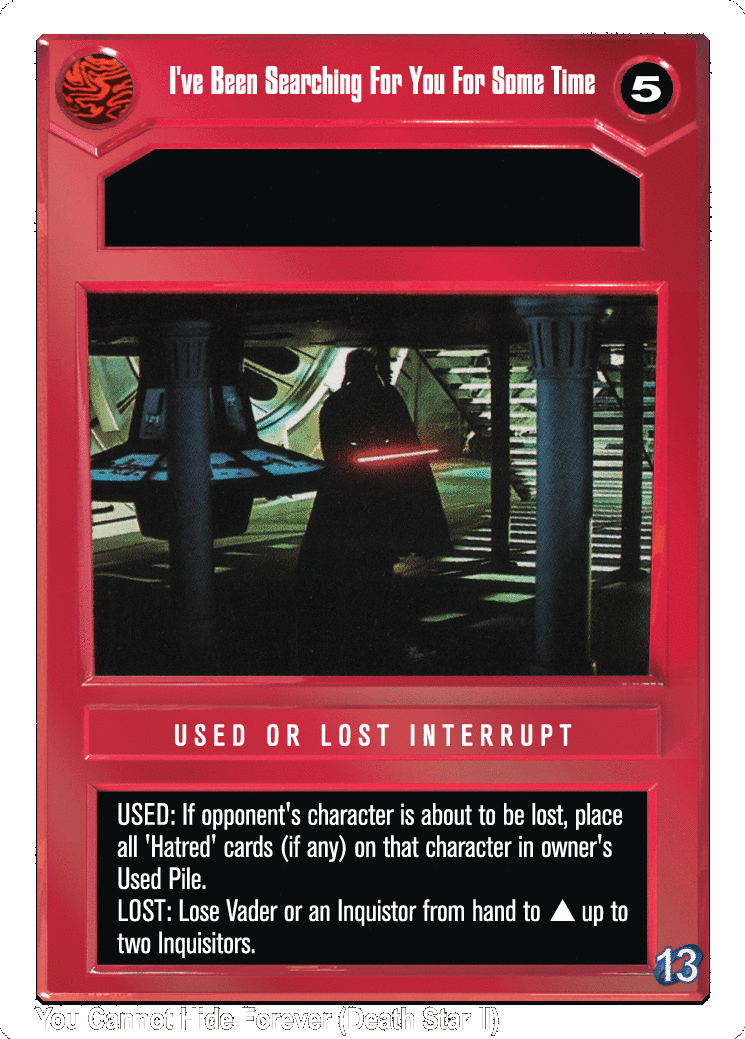 I've Been Searching For You For Some Time
5
USED OR LOST INTERRUPT
USED: If opponent's character is about to be lost, place
all 'Hatred' cards (if any) on that character in owner's
Used Pile.
LOST: Lose Vader or an Inquistor from hand to ▲ up to
two Inquisitors.
13
You Cannot Hide Forever (Death Star II)